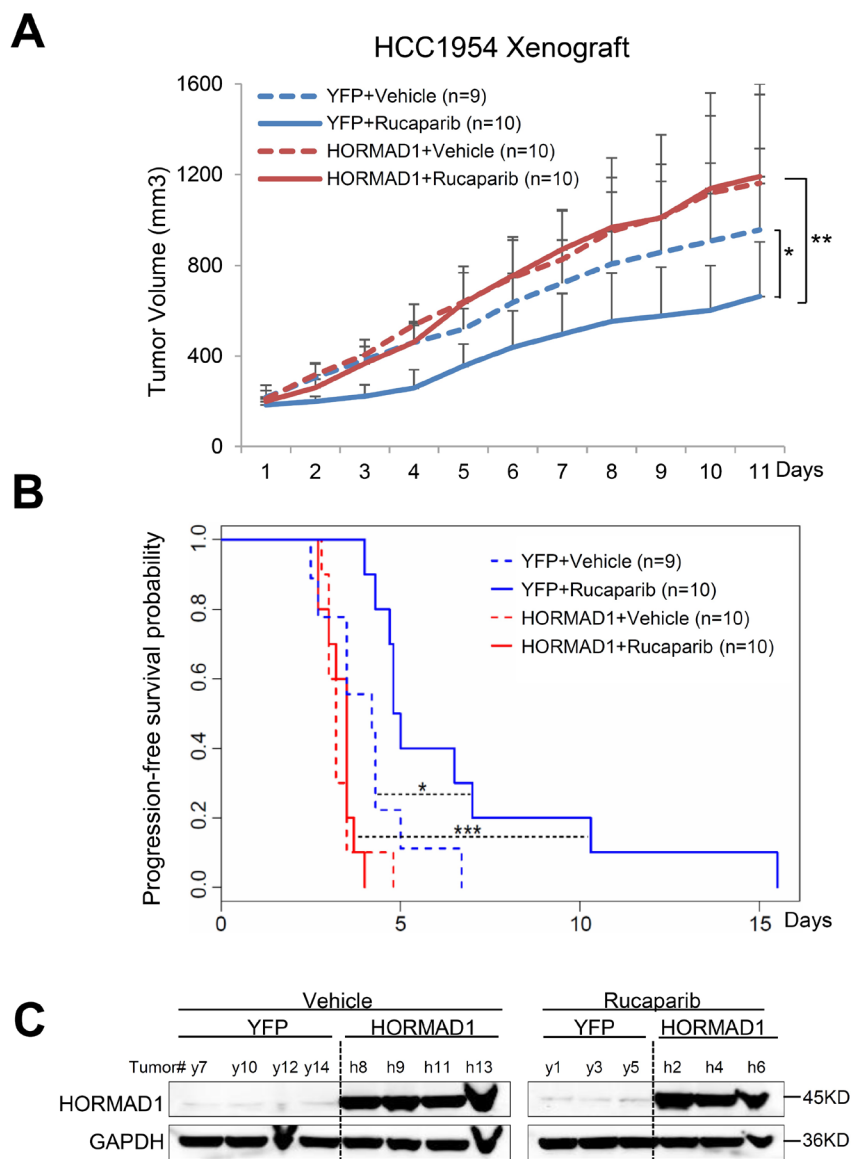 A
HCC1954 Xenograft
1600
1200
800
400
0
Tumor Volume (mm3)
YFP+Vehicle (n=9)
YFP+Rucaparib (n=10)
HORMAD1+Vehicle (n=10)
HORMAD1+Rucaparib (n=10)
*
**
1 2 3 4 5 6 7 8 9 10 11 Days
B
Progression-free survival probability
1.0
0.8
0.6
0.4
0.2
0.0
YFP+Vehicle (n=9)
YFP+Rucaparib (n=10)
HORMAD1+Vehicle (n=10)
HORMAD1+Rucaparib (n=10)
*
***
0 5 10 15 Days
C
Vehicle Rucaparib
YFP HORMAD1 YFP HORMAD1
Tumor# y7 y10 y12 y14 h8 h9 h11 h13 y1 y3 y5 h2 h4 h6
HORMAD1 45KD
GAPDH 36KD